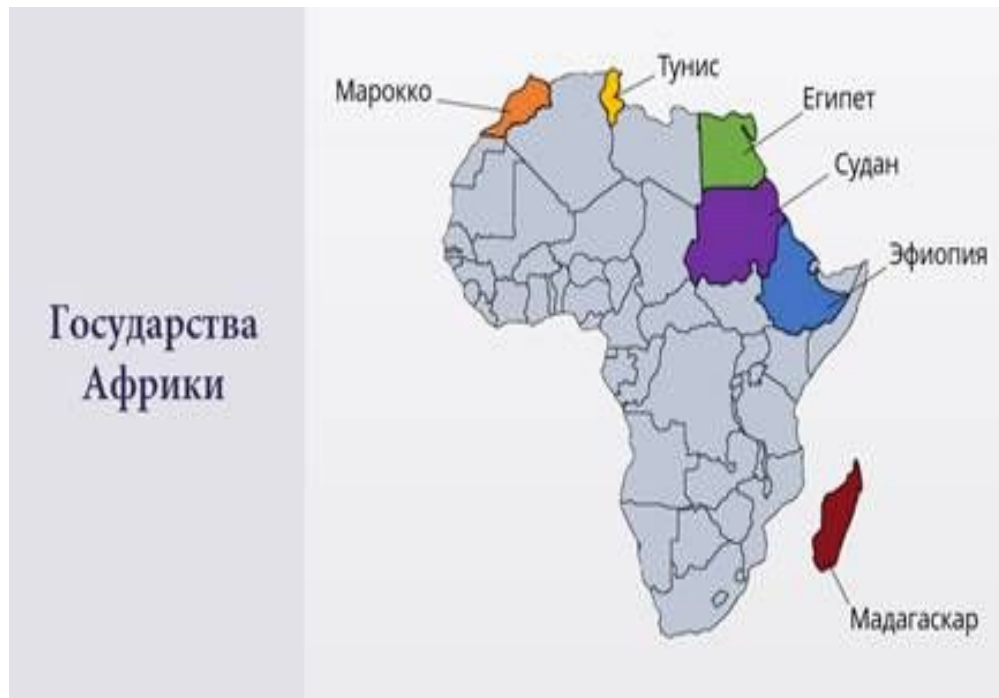 Государства
Африки
Марокко
Тунис
Египет
Судан
Эфиопия
Мадагаскар